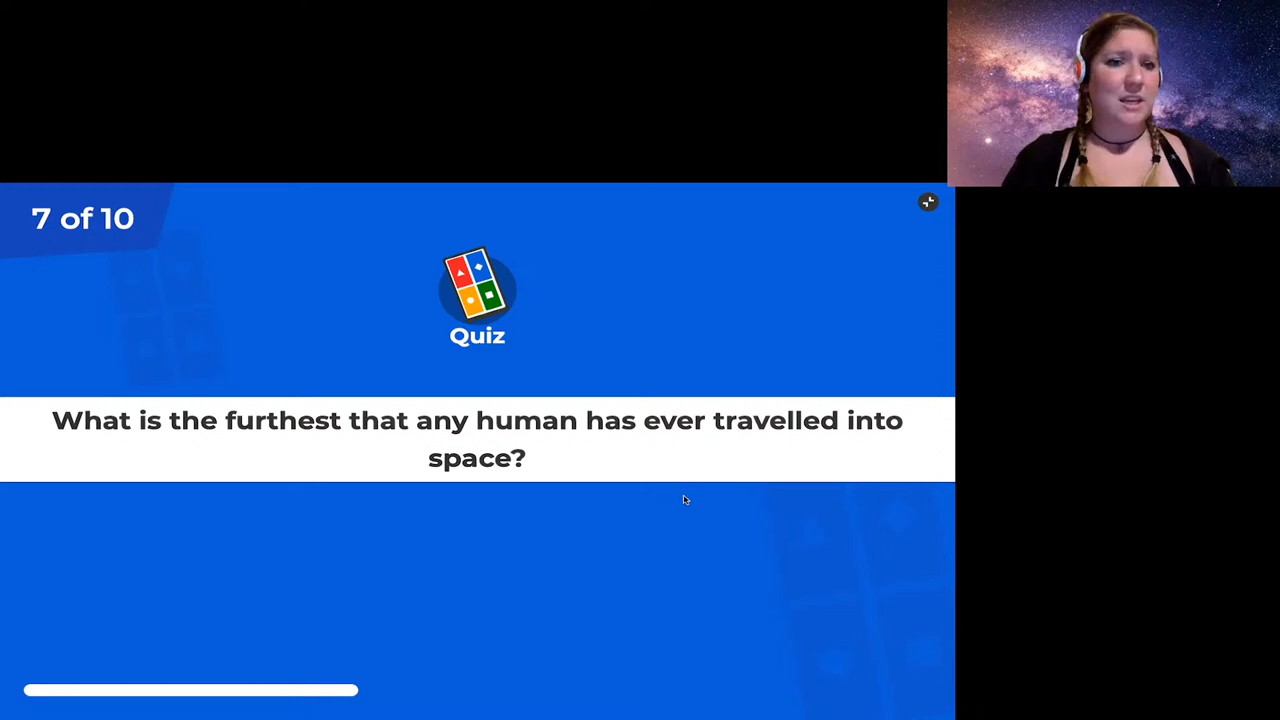 7 of 10
Quiz
What is the furthest that any human has ever travelled into
space?